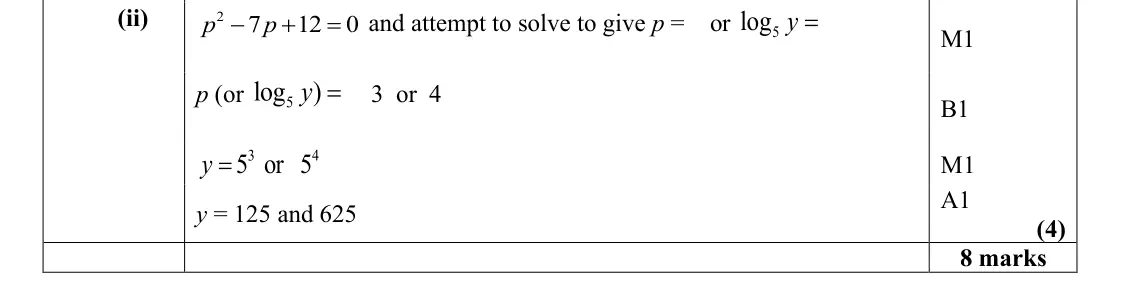 (ii) p² − 7p + 12 = 0 and attempt to solve to give p = or log₅ y = M1
p (or log₅ y) = 3 or 4 B1
y = 5³ or 5⁴ M1
y = 125 and 625 A1
(4)
8 marks